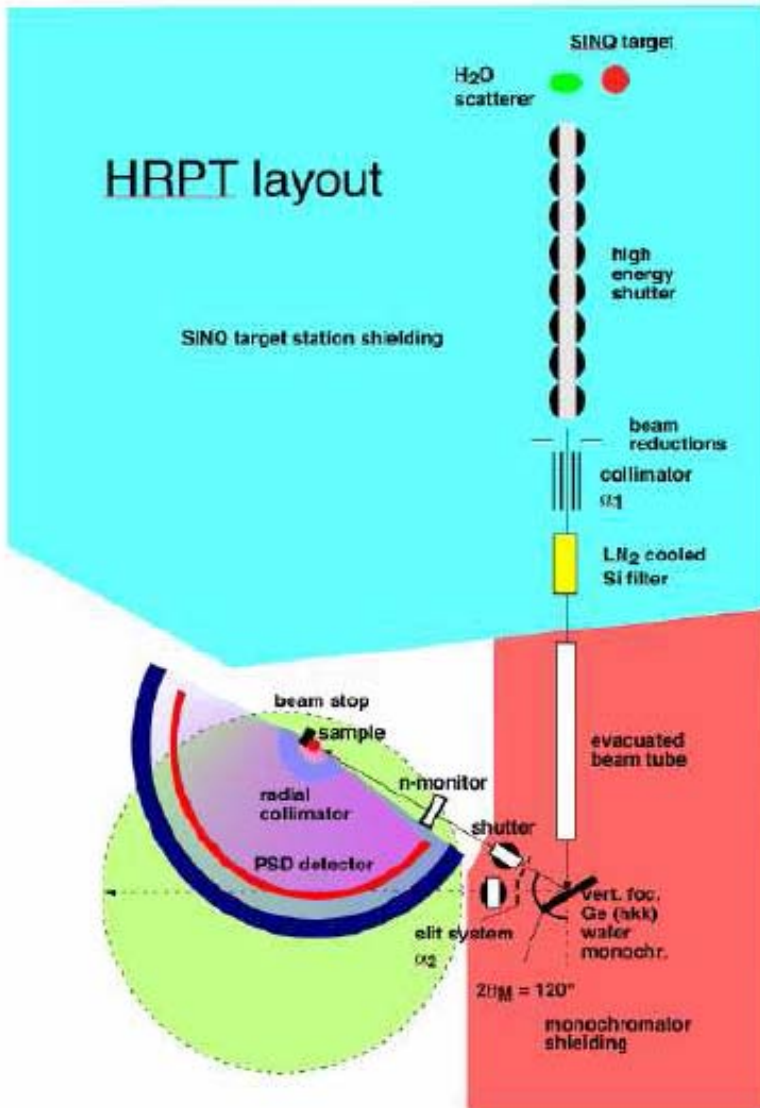 SINQ target
H2O
scatterer
HRPT layout
high
energy
shutter
SINQ target station shielding
beam
reductions
collimator
α1
LN2 cooled
Si filter
beam stop
sample
evacuated
beam tube
n-monitor
radial
collimator
shutter
PSD detector
vert. foc.
Ge (hkk)
wafer
monochr.
slit system
α2
2θM = 120°
monochromator
shielding